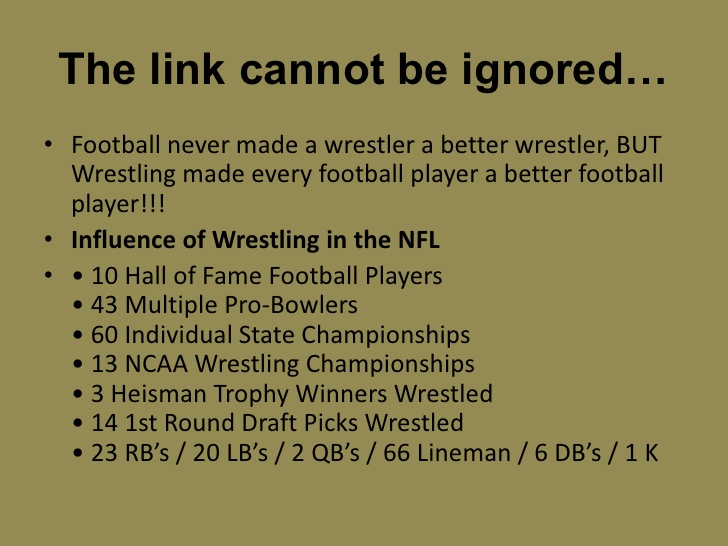 The link cannot be ignored…
• Football never made a wrestler a better wrestler, BUT
Wrestling made every football player a better football
player!!!
• Influence of Wrestling in the NFL
• • 10 Hall of Fame Football Players
• 43 Multiple Pro-Bowlers
• 60 Individual State Championships
• 13 NCAA Wrestling Championships
• 3 Heisman Trophy Winners Wrestled
• 14 1st Round Draft Picks Wrestled
• 23 RB’s / 20 LB’s / 2 QB’s / 66 Lineman / 6 DB’s / 1 K